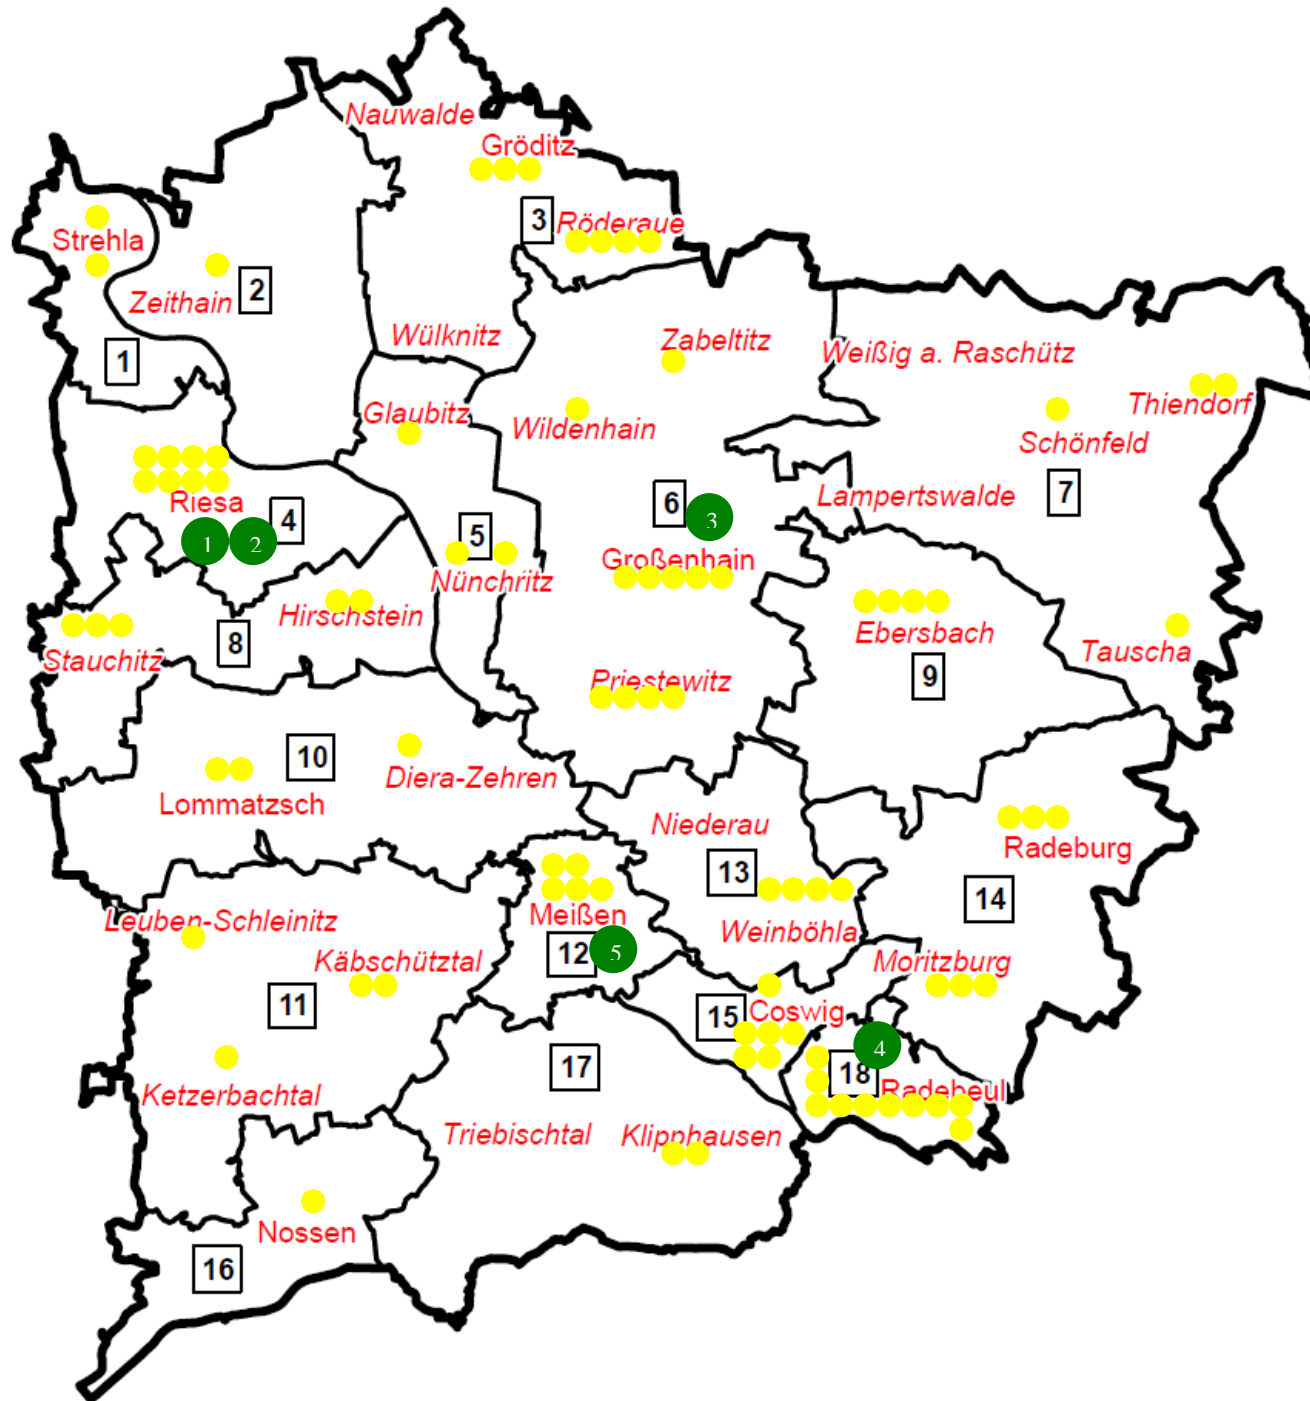 Nauwalde
Gröditz
3
Röderaue
Strehla
2
Zeithain
Wülknitz
Zabeltitz
Weißig a. Raschütz
1
Glaubitz
Wildenhain
Thiendorf
Schönfeld
Riesa
6
3
Lampertswalde
7
1
2
4
5
Großenhain
Nünchritz
Hirschstein
8
Stauchitz
Ebersbach
9
Tauscha
Priestewitz
10
Diera-Zehren
Lommatzsch
Niederau
Radeburg
13
14
Meißen
Leuben-Schleinitz
12
5
Weinböhla
Käbschütztal
Moritzburg
11
15
Coswig
4
17
18
Radebeul
Ketzerbachtal
Triebischtal
Klipphausen
Nossen
16